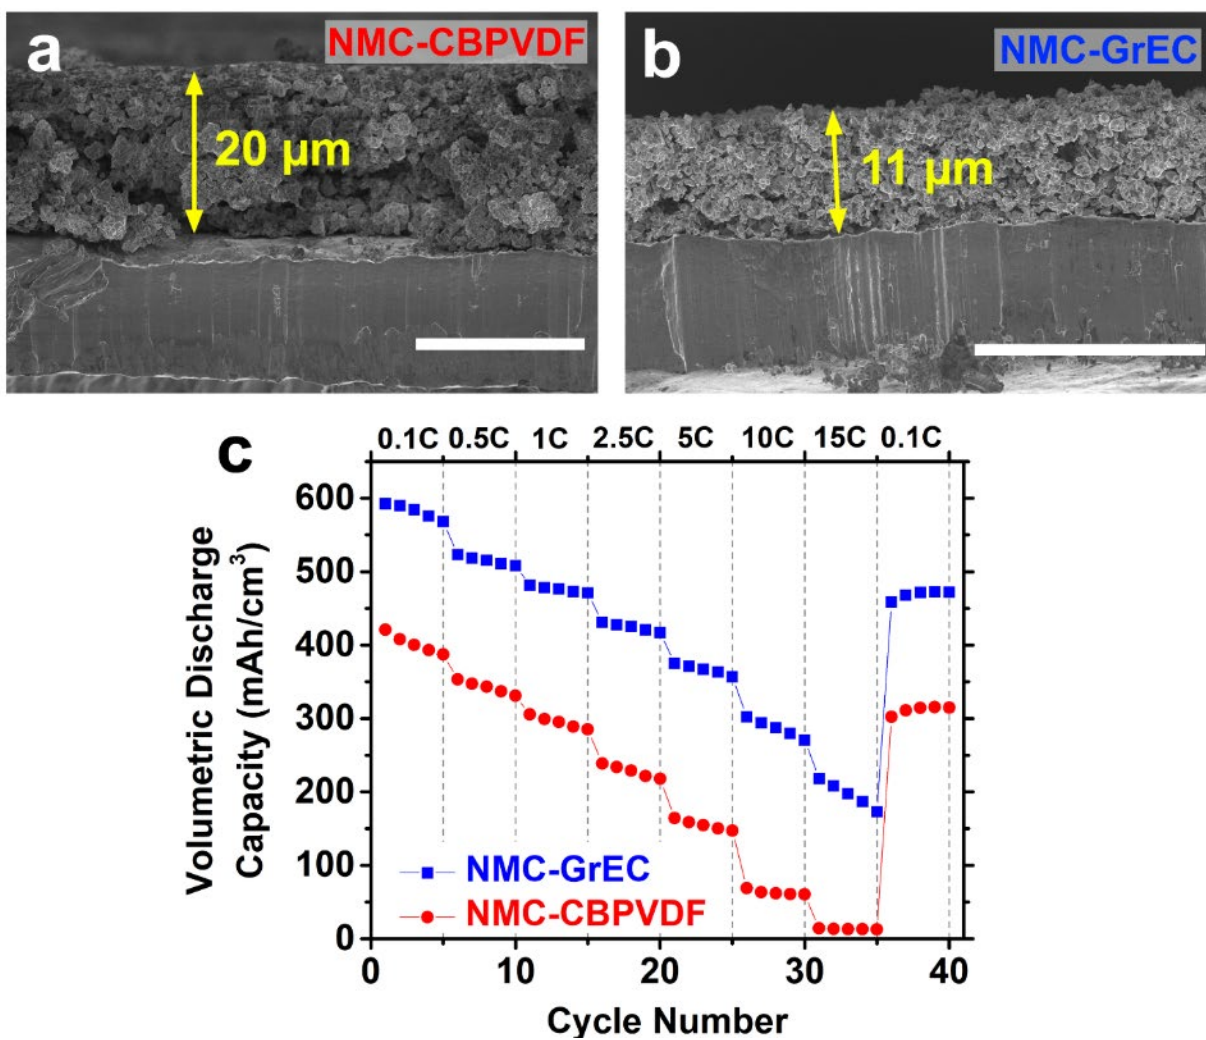 a
NMC-CBPVDF
20 µm
b
NMC-GrEC
11 µm
c
0.1C 0.5C 1C 2.5C 5C 10C 15C 0.1C
600
500
400
300
200
100
0
Volumetric Discharge
Capacity (mAh/cm³)
NMC-GrEC
NMC-CBPVDF
0 10 20 30 40
Cycle Number